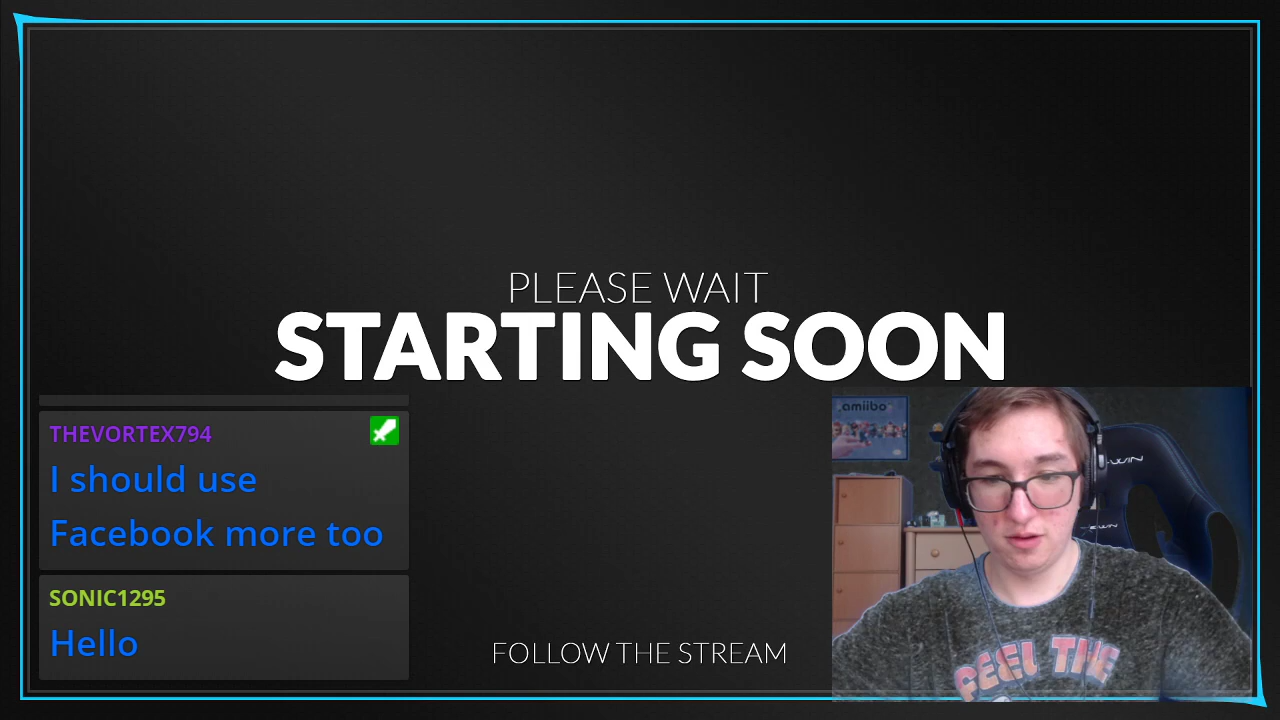 PLEASE WAIT
STARTING SOON
THEVORTEX794
I should use
Facebook more too
SONIC1295
Hello
FOLLOW THE STREAM
amiibo
FEEL THE